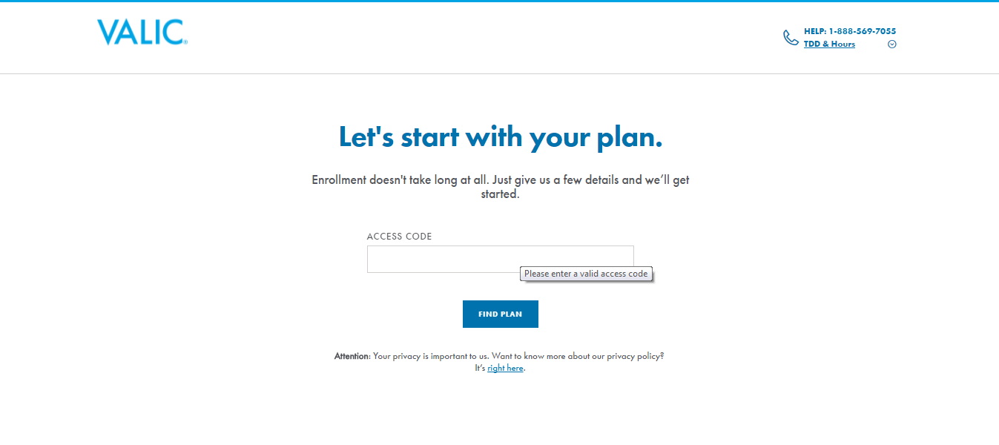 VALIC®
HELP: 1-888-569-7055
TDD & Hours
Let's start with your plan.
Enrollment doesn't take long at all. Just give us a few details and we’ll get
started.
ACCESS CODE
Please enter a valid access code
FIND PLAN
Attention: Your privacy is important to us. Want to know more about our privacy policy?
It’s right here.